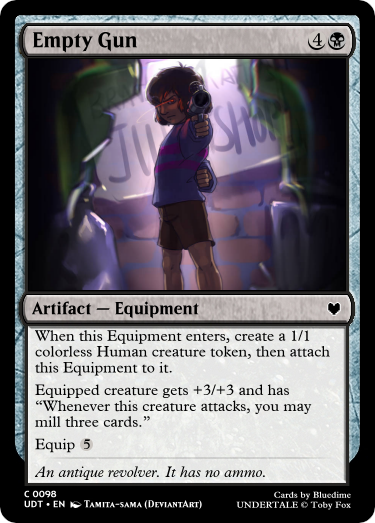 Empty Gun 4
JU SHOP
Artifact — Equipment
When this Equipment enters, create a 1/1
colorless Human creature token, then attach
this Equipment to it.
Equipped creature gets +3/+3 and has
“Whenever this creature attacks, you may
mill three cards.”
Equip 5
An antique revolver. It has no ammo.
C 0098
Cards by Bluedime
UDT • EN Tamita-sama (DeviantArt)
UNDERTALE © Toby Fox